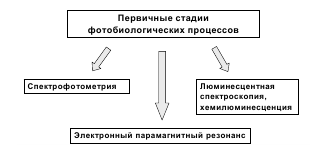 Первичные стадии
фотобиологических процессов
Спектрофотометрия
Люминесцентная
спектроскопия,
хемилюминесценция
Электронный парамагнитный резонанс